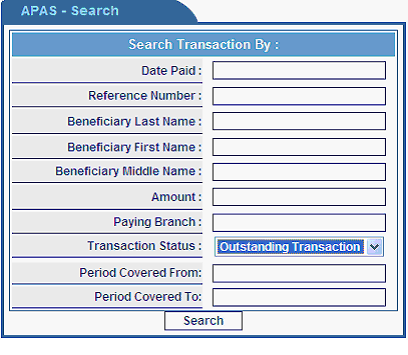 APAS - Search
Search Transaction By :
Date Paid :
Reference Number :
Beneficiary Last Name :
Beneficiary First Name :
Beneficiary Middle Name :
Amount :
Paying Branch :
Transaction Status : Outstanding Transaction
Period Covered From:
Period Covered To:
Search